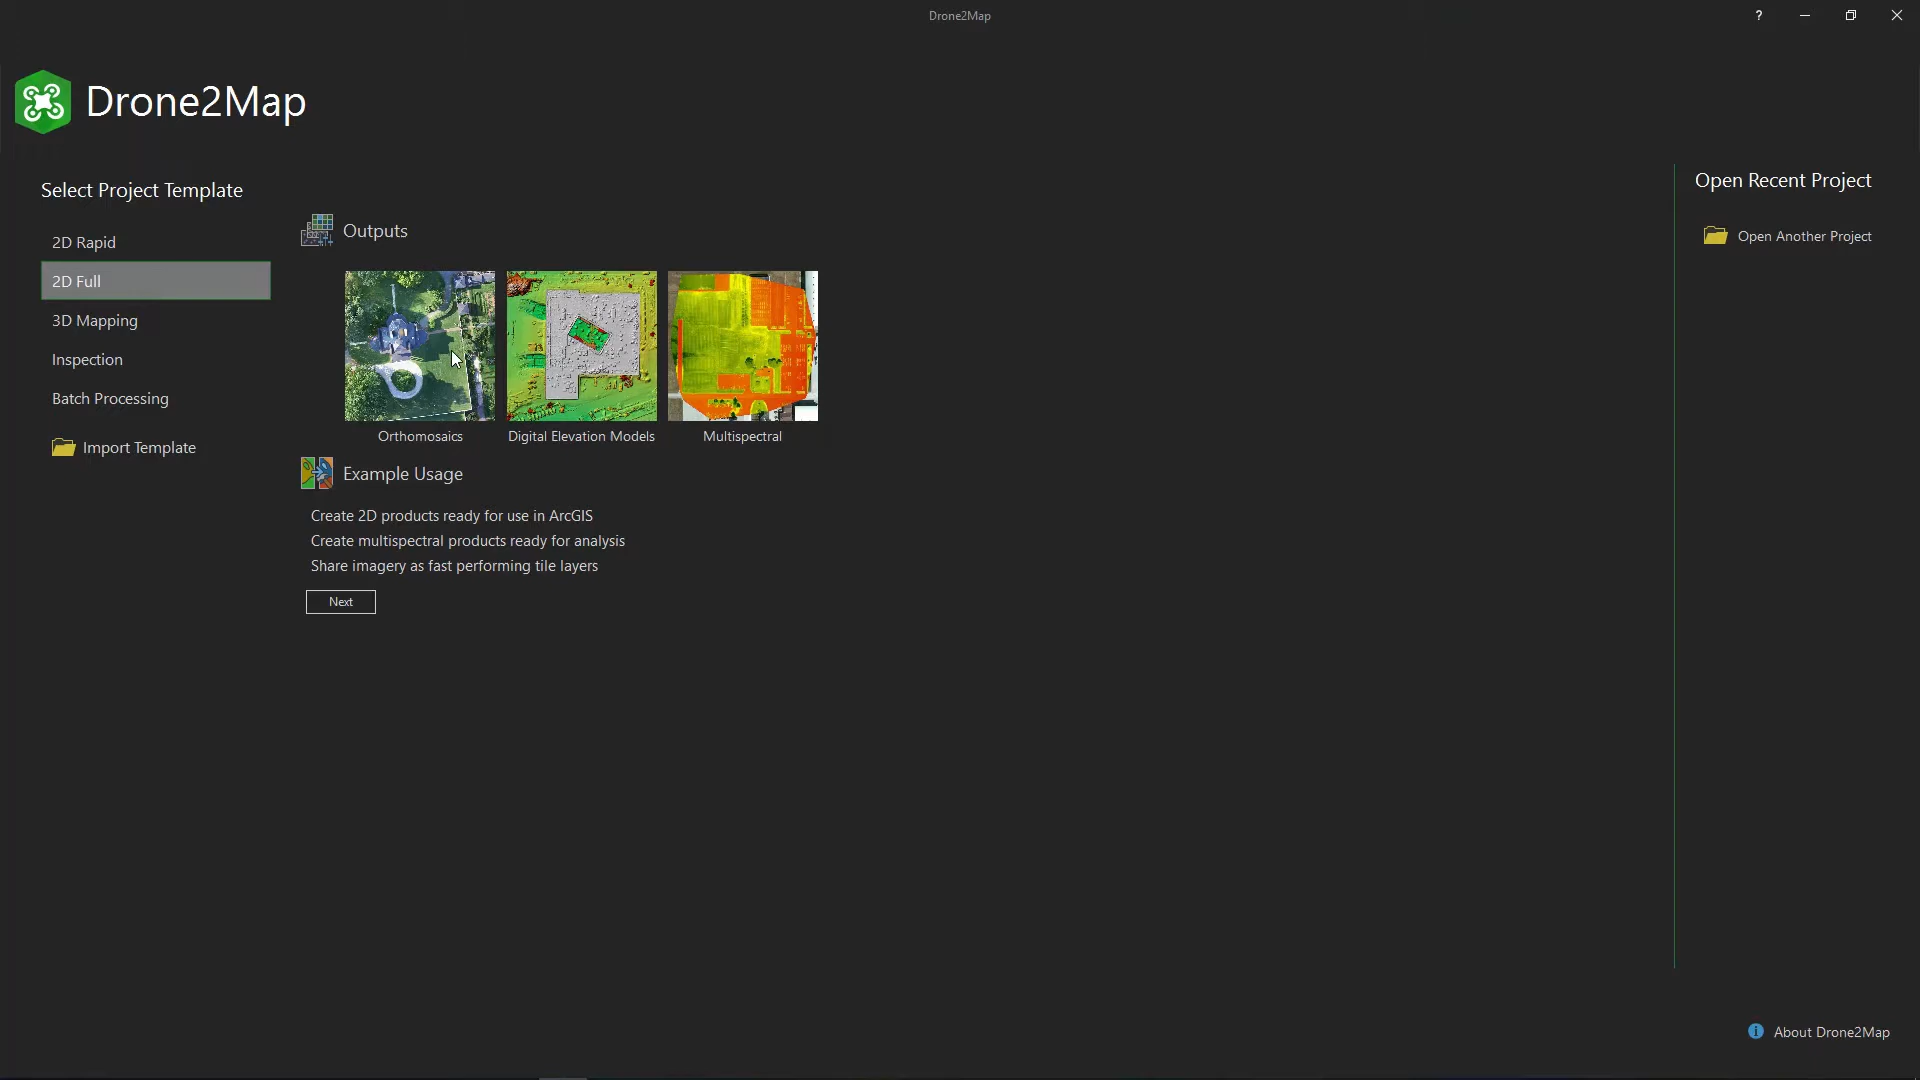 Drone2Map
?
Drone2Map
Select Project Template
2D Rapid
2D Full
3D Mapping
Inspection
Batch Processing
Import Template
Outputs
Orthomosaics
Digital Elevation Models
Multispectral
Example Usage
Create 2D products ready for use in ArcGIS
Create multispectral products ready for analysis
Share imagery as fast performing tile layers
Next
Open Recent Project
Open Another Project
About Drone2Map